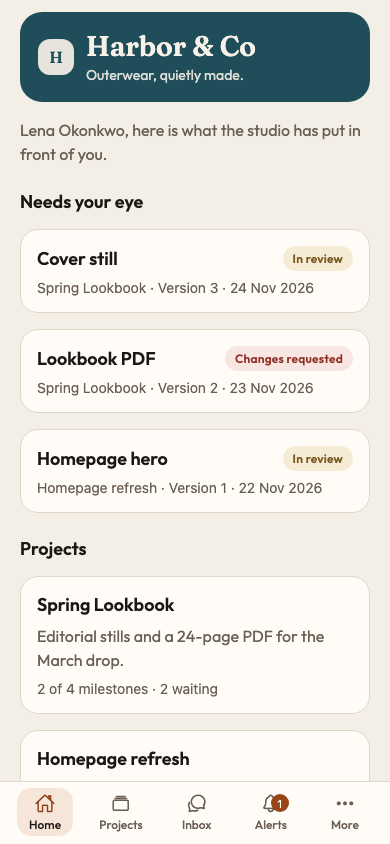 H
Harbor & Co
Outerwear, quietly made.
Lena Okonkwo, here is what the studio has put in
front of you.
Needs your eye
Cover still
In review
Spring Lookbook · Version 3 · 24 Nov 2026
Lookbook PDF
Changes requested
Spring Lookbook · Version 2 · 23 Nov 2026
Homepage hero
In review
Homepage refresh · Version 1 · 22 Nov 2026
Projects
Spring Lookbook
Editorial stills and a 24-page PDF for the
March drop.
2 of 4 milestones · 2 waiting
Homepage refresh
1
Home
Projects
Inbox
Alerts
More